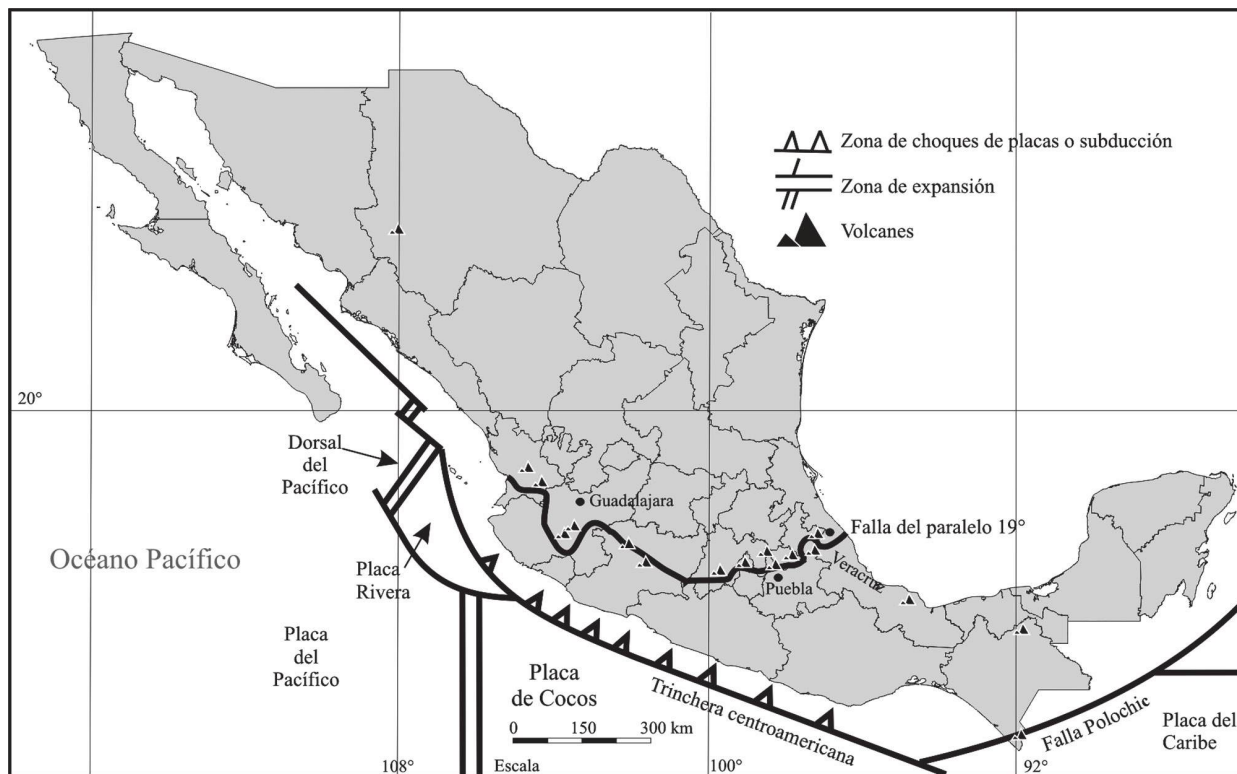 Zona de choques de placas o subducción
Zona de expansión
Volcanes
20°
Dorsal
del
Pacífico
Guadalajara
Falla del paralelo 19°
Océano Pacífico
Placa
Rivera
Veracruz
Puebla
Placa
del
Pacífico
Placa
de Cocos
0 150 300 km
Trinchera centroamericana
Falla Polochic
Placa del
Caribe
108°
Escala
100°
92°